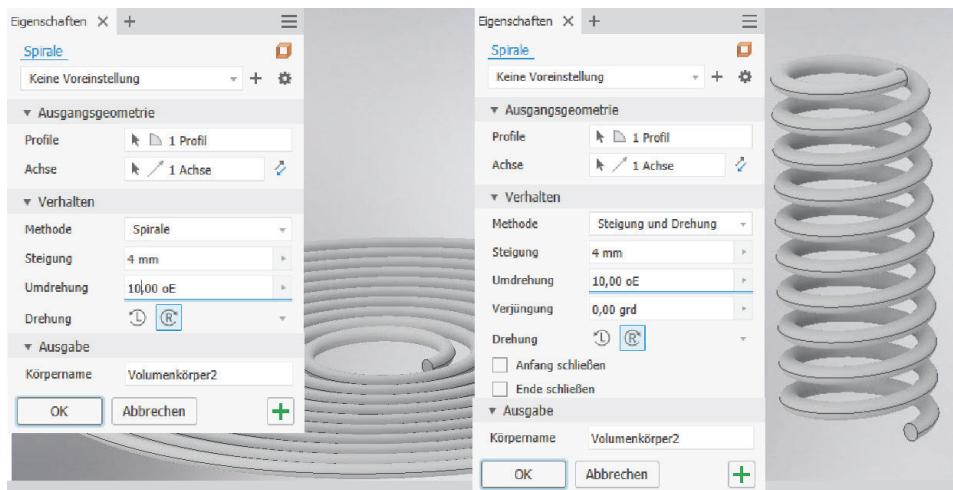 Eigenschaften × +
Spirale
Keine Voreinstellung
Ausgangsgeometrie
Profile 1 Profil
Achse 1 Achse
Verhalten
Methode Spirale
Steigung 4 mm
Umdrehung 10,00 oE
Drehung L R
Ausgabe
Körpername Volumenkörper2
OK Abbrechen +
Eigenschaften × +
Spirale
Keine Voreinstellung
Ausgangsgeometrie
Profile 1 Profil
Achse 1 Achse
Verhalten
Methode Steigung und Drehung
Steigung 4 mm
Umdrehung 10,00 oE
Verjüngung 0,00 grd
Drehung L R
Anfang schließen
Ende schließen
Ausgabe
Körpername Volumenkörper2
OK Abbrechen +